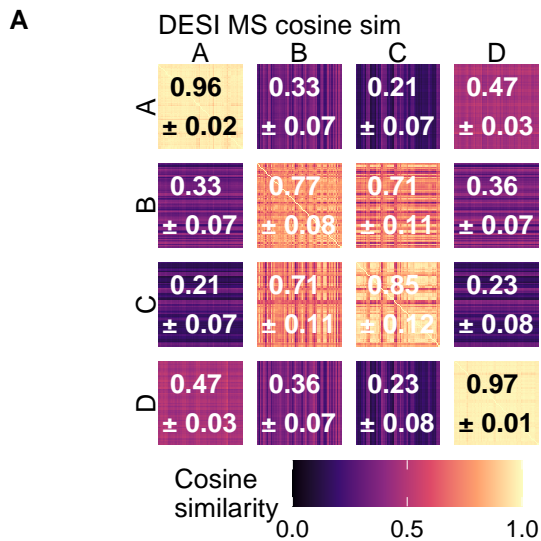 A
DESI MS cosine sim
A B C D
A
0.96 0.33 0.21 0.47
± 0.02 ± 0.07 ± 0.07 ± 0.03
B
0.33 0.77 0.71 0.36
± 0.07 ± 0.08 ± 0.11 ± 0.07
C
0.21 0.71 0.85 0.23
± 0.07 ± 0.11 ± 0.12 ± 0.08
D
0.47 0.36 0.23 0.97
± 0.03 ± 0.07 ± 0.08 ± 0.01
Cosine
similarity
0.0 0.5 1.0